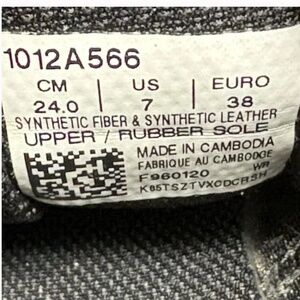 1012A566
CM US EURO
24.0 7 38
SYNTHETIC FIBER & SYNTHETIC LEATHER
UPPER / RUBBER SOLE
MADE IN CAMBODIA
FABRIQUE AU CAMBODGE
F960120 WR